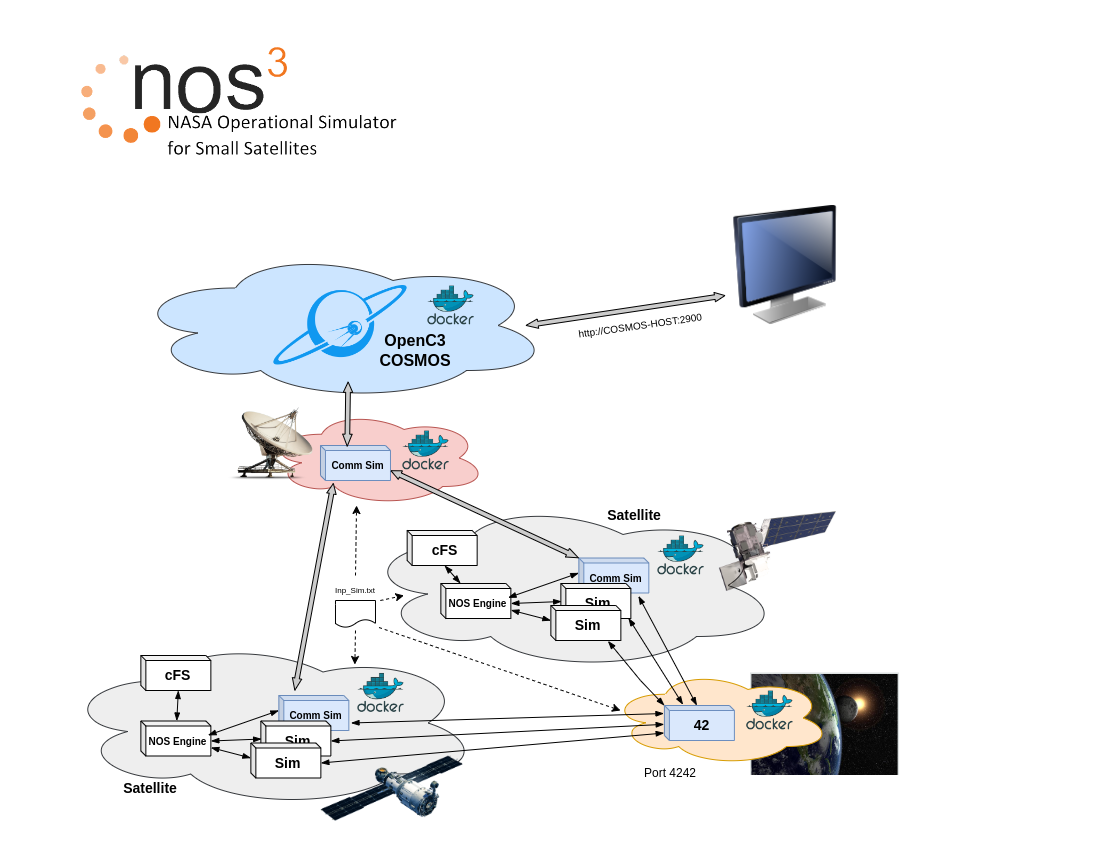 nos3
NASA Operational Simulator
for Small Satellites
docker
OpenC3
COSMOS
http://COSMOS-HOST:2900
Comm Sim
docker
Satellite
cFS
docker
Comm Sim
NOS Engine
Sim
Sim
Inp_Sim.txt
cFS
docker
Comm Sim
NOS Engine
Sim
Sim
Satellite
42
docker
Port 4242